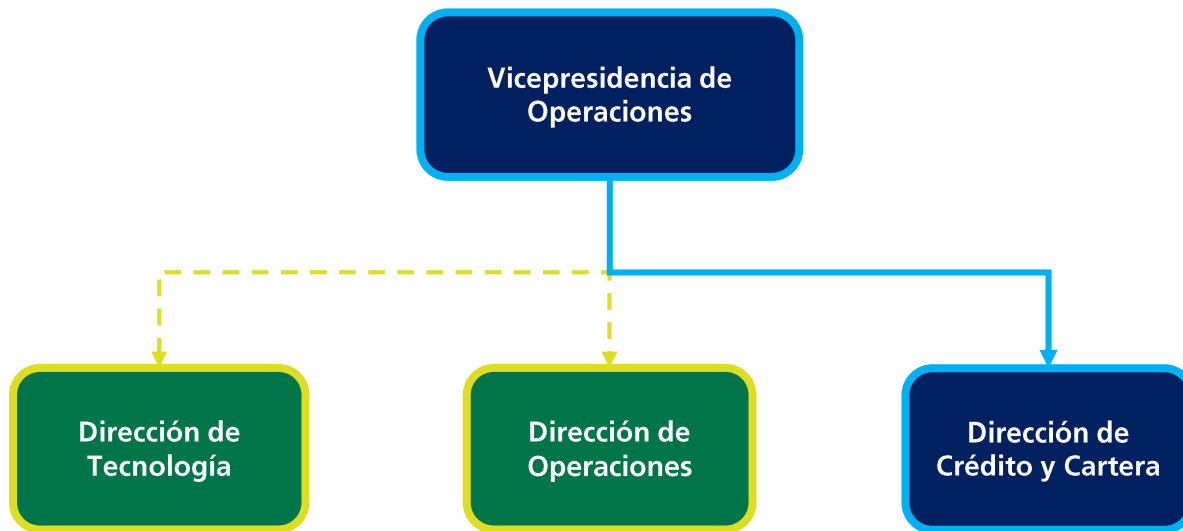 Vicepresidencia de
Operaciones
Dirección de
Tecnología
Dirección de
Operaciones
Dirección de
Crédito y Cartera